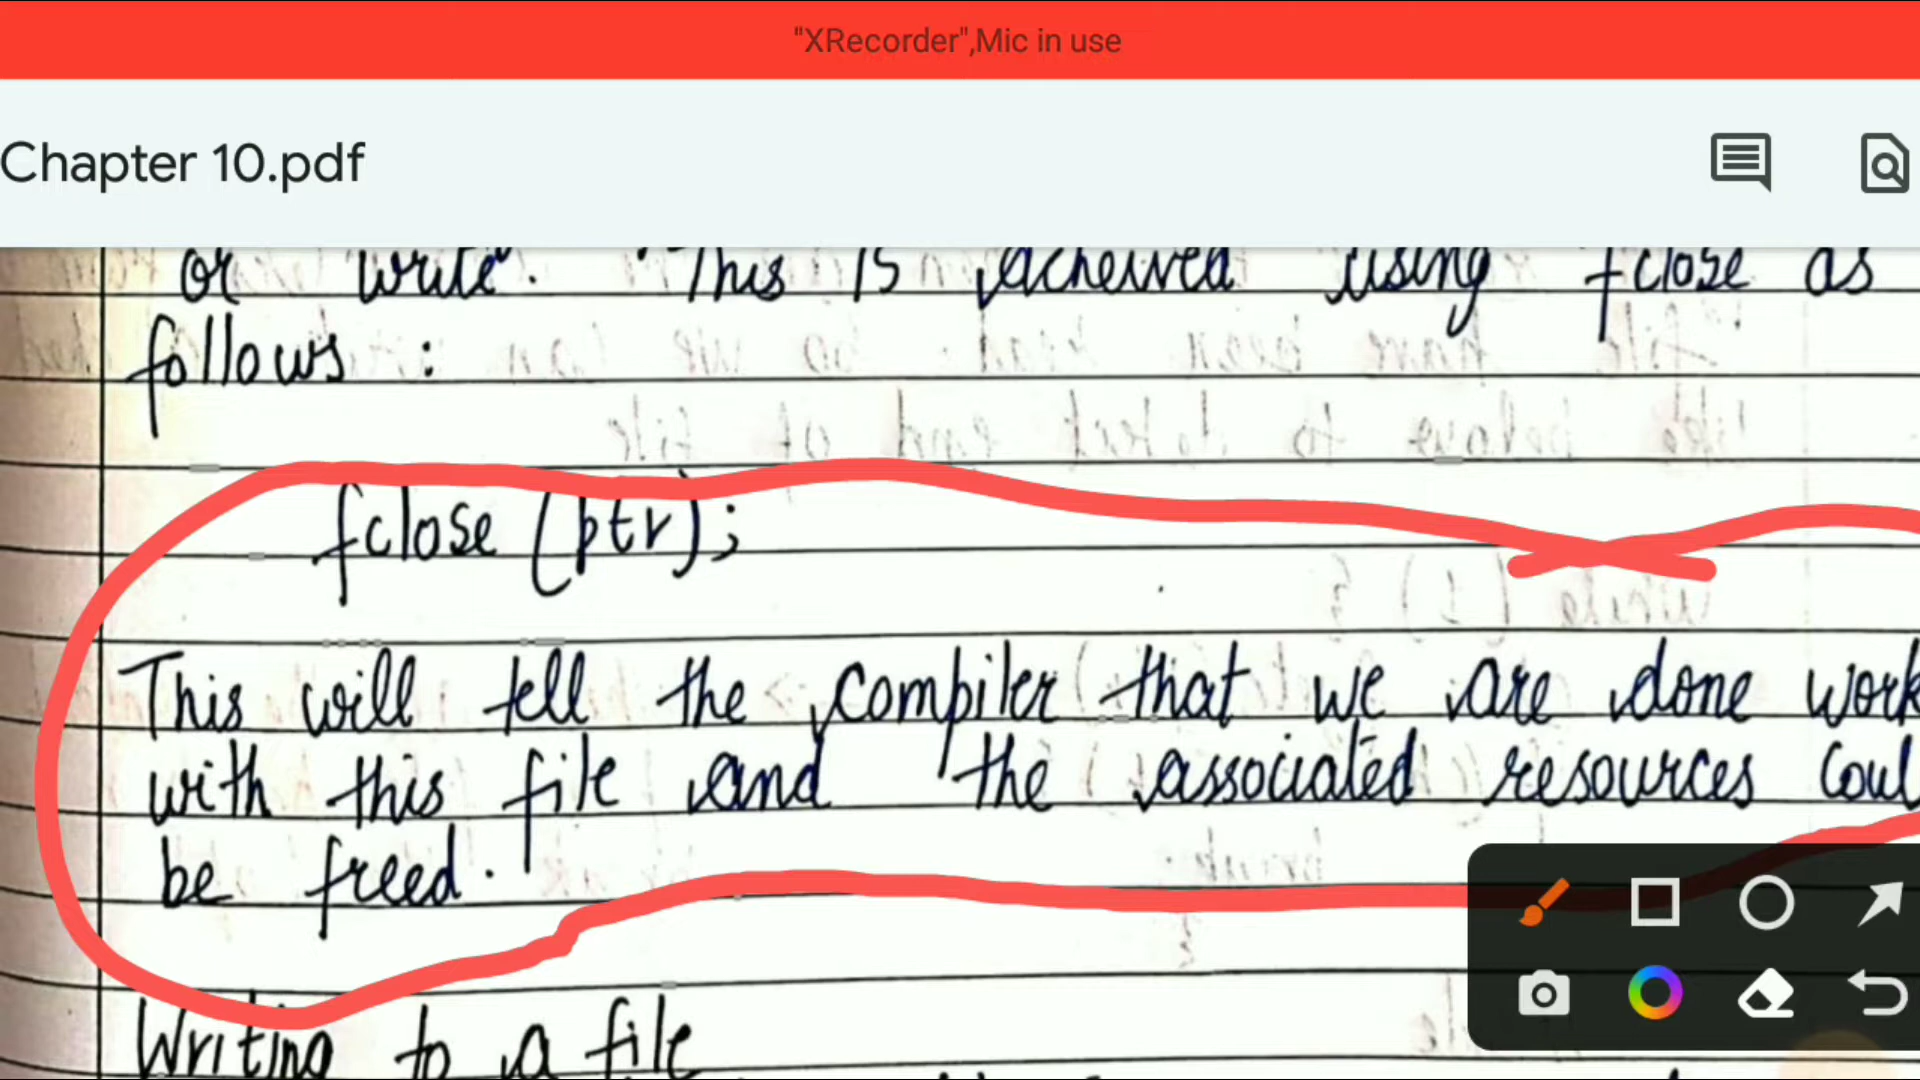 "XRecorder",Mic in use
Chapter 10.pdf
or write. This is acheived using fclose as
follows :
fclose (ptr);
This will tell the compiler that we are done work
with this file and the associated resources coul
be freed.
Writing to a file